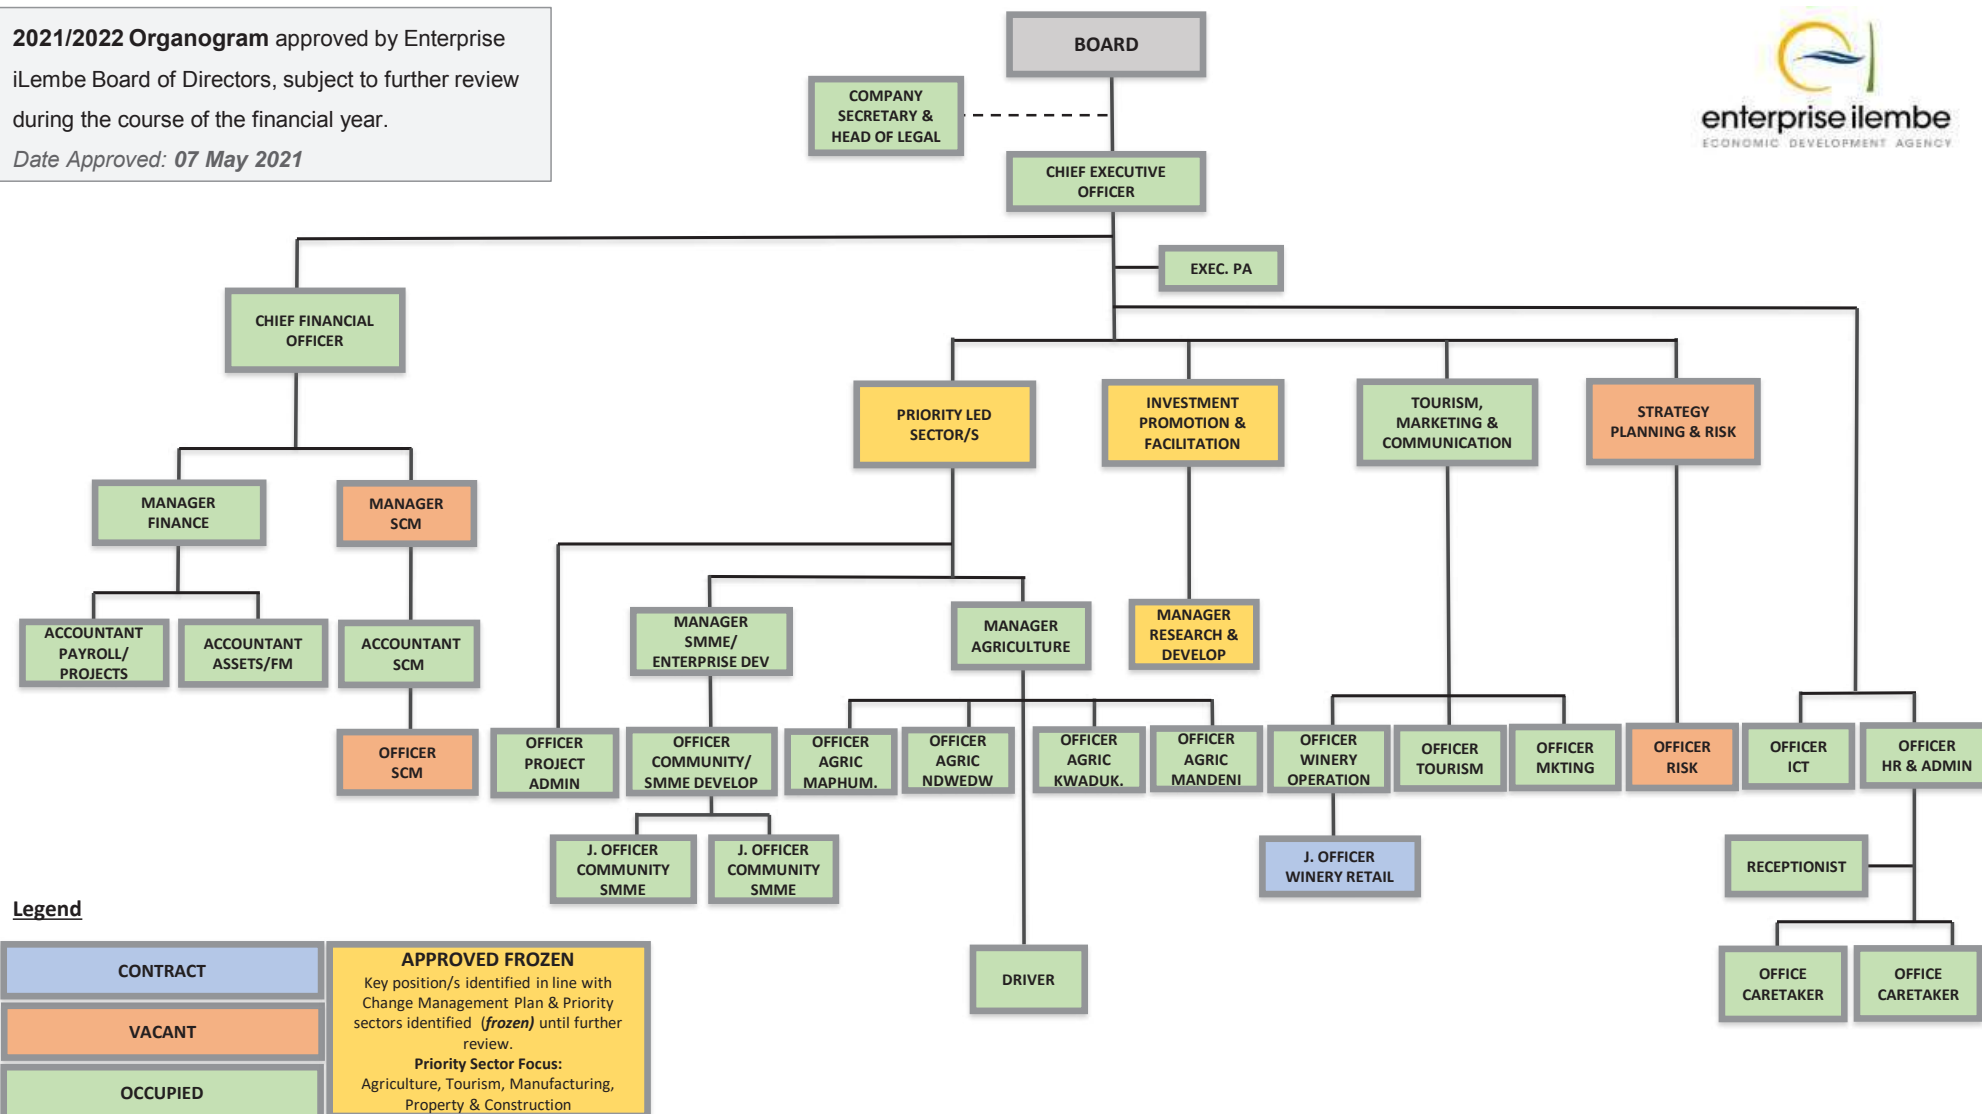 2021/2022 Organogram approved by Enterprise
iLembe Board of Directors, subject to further review
during the course of the financial year.
Date Approved: 07 May 2021
BOARD
enterprise ilembe
ECONOMIC DEVELOPMENT AGENCY
COMPANY
SECRETARY &
HEAD OF LEGAL
CHIEF EXECUTIVE
OFFICER
EXEC. PA
CHIEF FINANCIAL
OFFICER
PRIORITY LED
SECTOR/S
INVESTMENT
PROMOTION &
FACILITATION
TOURISM,
MARKETING &
COMMUNICATION
STRATEGY
PLANNING & RISK
MANAGER
FINANCE
MANAGER
SCM
ACCOUNTANT
PAYROLL/
PROJECTS
ACCOUNTANT
ASSETS/FM
ACCOUNTANT
SCM
MANAGER
SMME/
ENTERPRISE DEV
MANAGER
AGRICULTURE
MANAGER
RESEARCH &
DEVELOP
OFFICER
SCM
OFFICER
PROJECT
ADMIN
OFFICER
COMMUNITY/
SMME DEVELOP
OFFICER
AGRIC
MAPHUM.
OFFICER
AGRIC
NDWEDW
OFFICER
AGRIC
KWADUK.
OFFICER
AGRIC
MANDENI
OFFICER
WINERY
OPERATION
OFFICER
TOURISM
OFFICER
MKTING
OFFICER
RISK
OFFICER
ICT
OFFICER
HR & ADMIN
J. OFFICER
COMMUNITY
SMME
J. OFFICER
COMMUNITY
SMME
J. OFFICER
WINERY RETAIL
RECEPTIONIST
DRIVER
OFFICE
CARETAKER
OFFICE
CARETAKER
Legend
CONTRACT
VACANT
OCCUPIED
APPROVED FROZEN
Key position/s identified in line with
Change Management Plan & Priority
sectors identified (frozen) until further
review.
Priority Sector Focus:
Agriculture, Tourism, Manufacturing,
Property & Construction